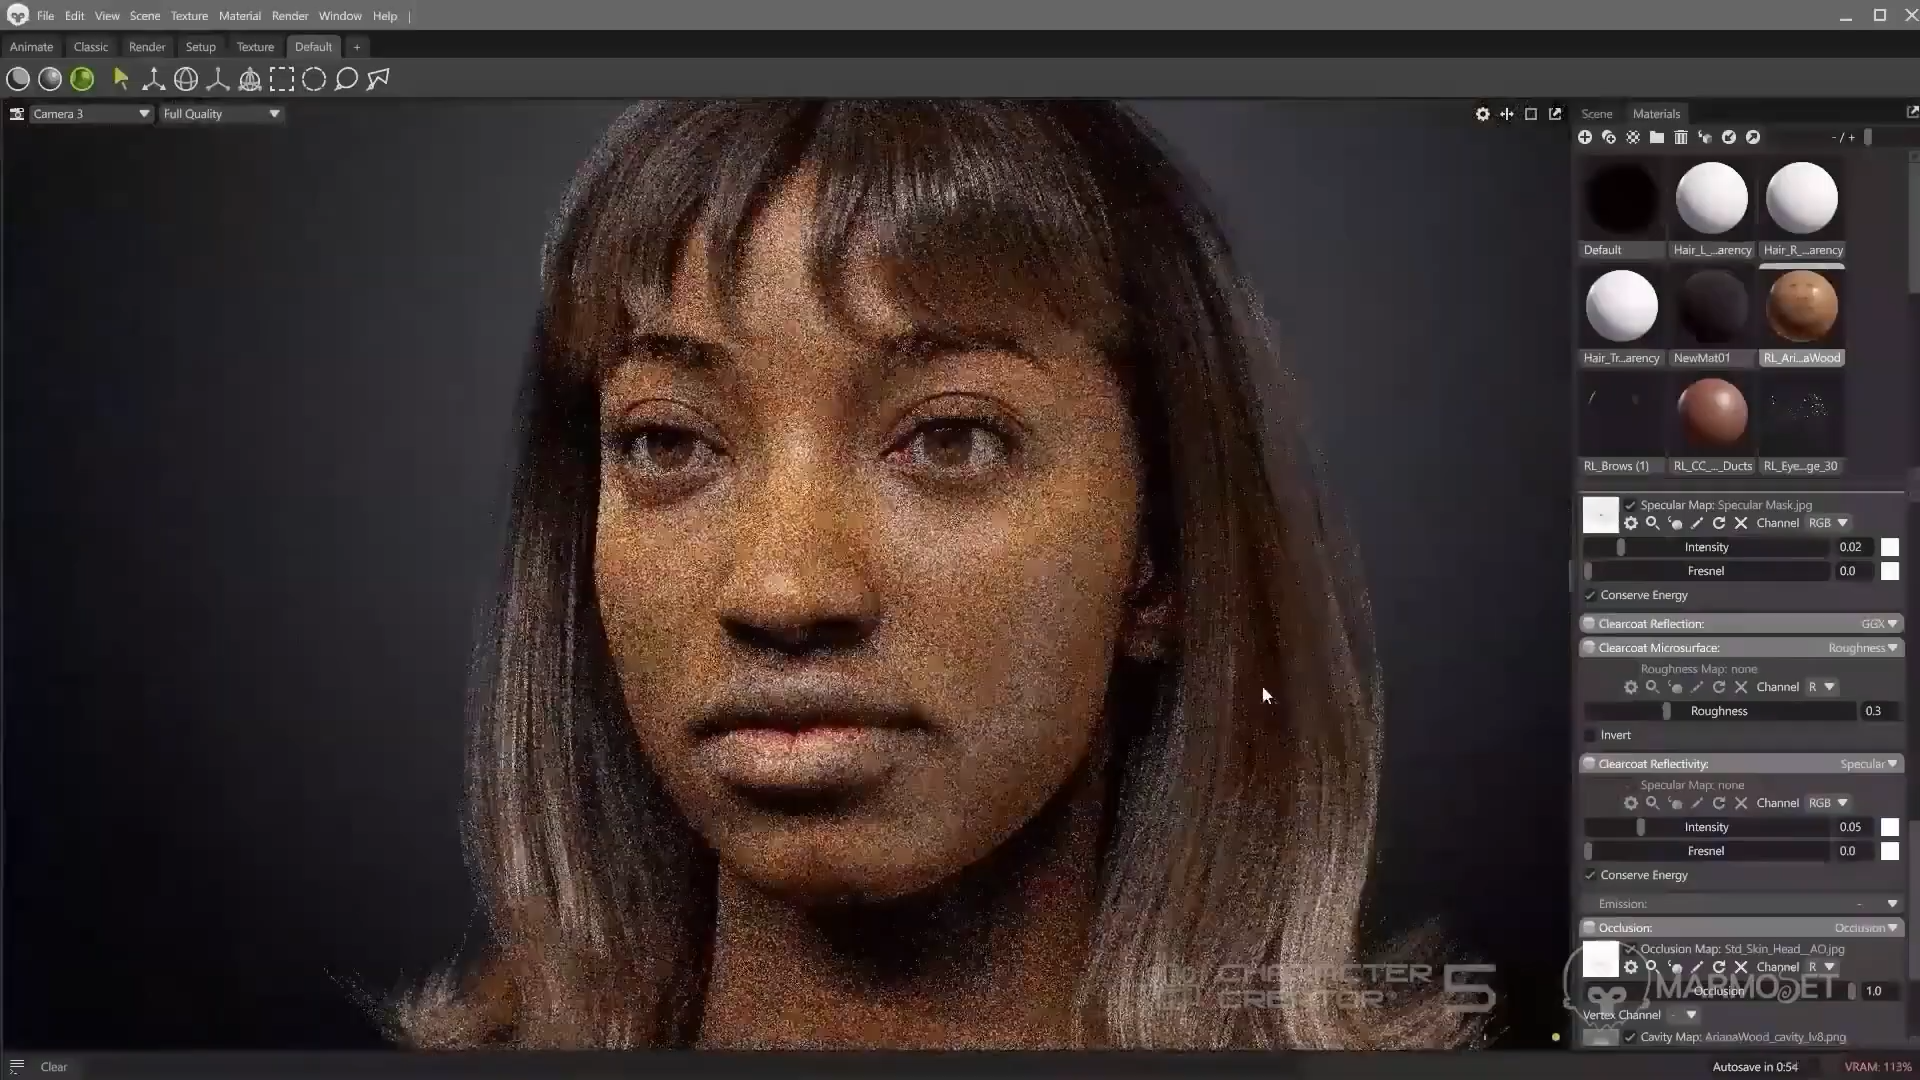 File Edit View Scene Texture Material Render Window Help
Animate Classic Render Setup Texture Default +
Camera 3 Full Quality
Scene Materials
- / +
Default Hair_L_...arency Hair_R_...arency
Hair_Tr...arency NewMat01 RL_Ari...aWood
RL_Brows (1) RL_CC_..._Ducts RL_Eye...ge_30
Specular Map: Specular Mask.jpg
Channel RGB
Intensity 0.02
Fresnel 0.0
Conserve Energy
Clearcoat Reflection: GGX
Clearcoat Microsurface: Roughness
Roughness Map: none
Channel R
Roughness 0.3
Invert
Clearcoat Reflectivity: Specular
Specular Map: none
Channel RGB
Intensity 0.05
Fresnel 0.0
Conserve Energy
Emission: -
Occlusion: Occlusion
Occlusion Map: Std_Skin_Head__AO.jpg
Channel R
Occlusion 1.0
Vertex Channel -
Cavity Map: ArianaWood_cavity_lv8.png
CHARACTER CREATOR 5
MARMOSET
Clear Autosave in 0:54 VRAM: 113%